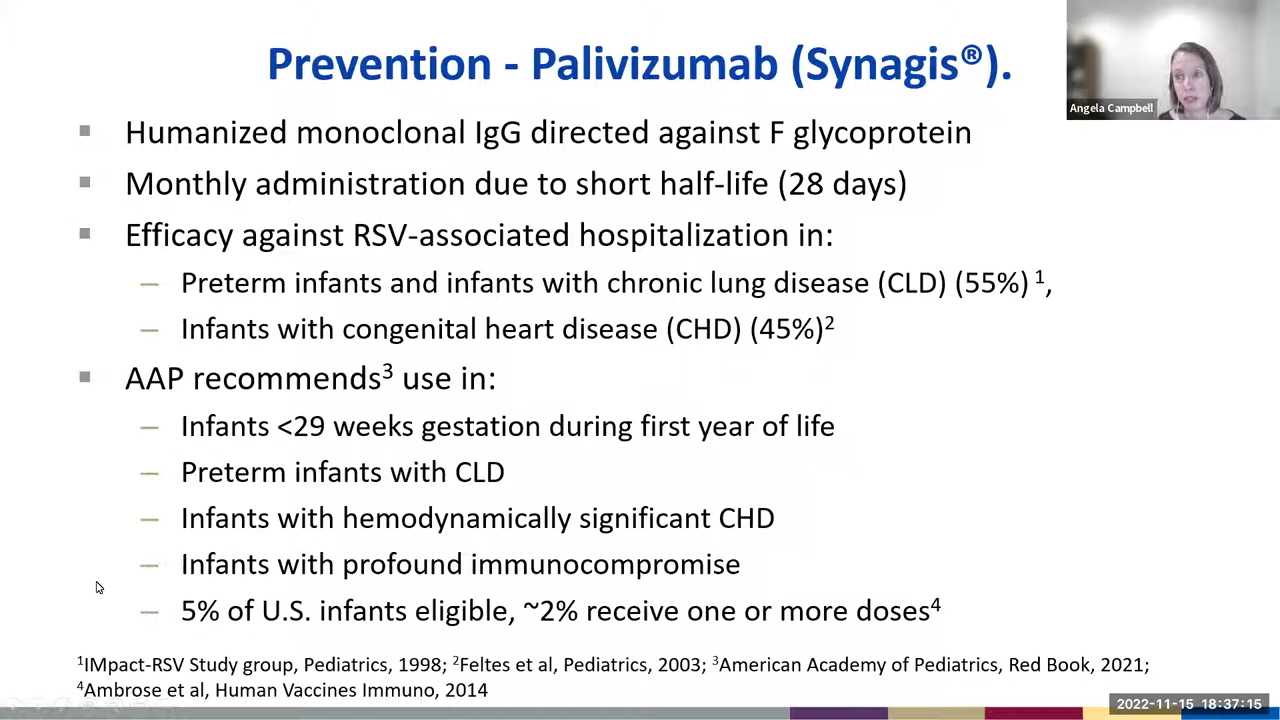 Prevention - Palivizumab (Synagis®).
Angela Campbell
▪ Humanized monoclonal IgG directed against F glycoprotein
▪ Monthly administration due to short half-life (28 days)
▪ Efficacy against RSV-associated hospitalization in:
– Preterm infants and infants with chronic lung disease (CLD) (55%) ¹,
– Infants with congenital heart disease (CHD) (45%)²
▪ AAP recommends³ use in:
– Infants <29 weeks gestation during first year of life
– Preterm infants with CLD
– Infants with hemodynamically significant CHD
– Infants with profound immunocompromise
– 5% of U.S. infants eligible, ~2% receive one or more doses⁴
¹IMpact-RSV Study group, Pediatrics, 1998; ²Feltes et al, Pediatrics, 2003; ³American Academy of Pediatrics, Red Book, 2021;
⁴Ambrose et al, Human Vaccines Immuno, 2014
2022-11-15 18:37:15